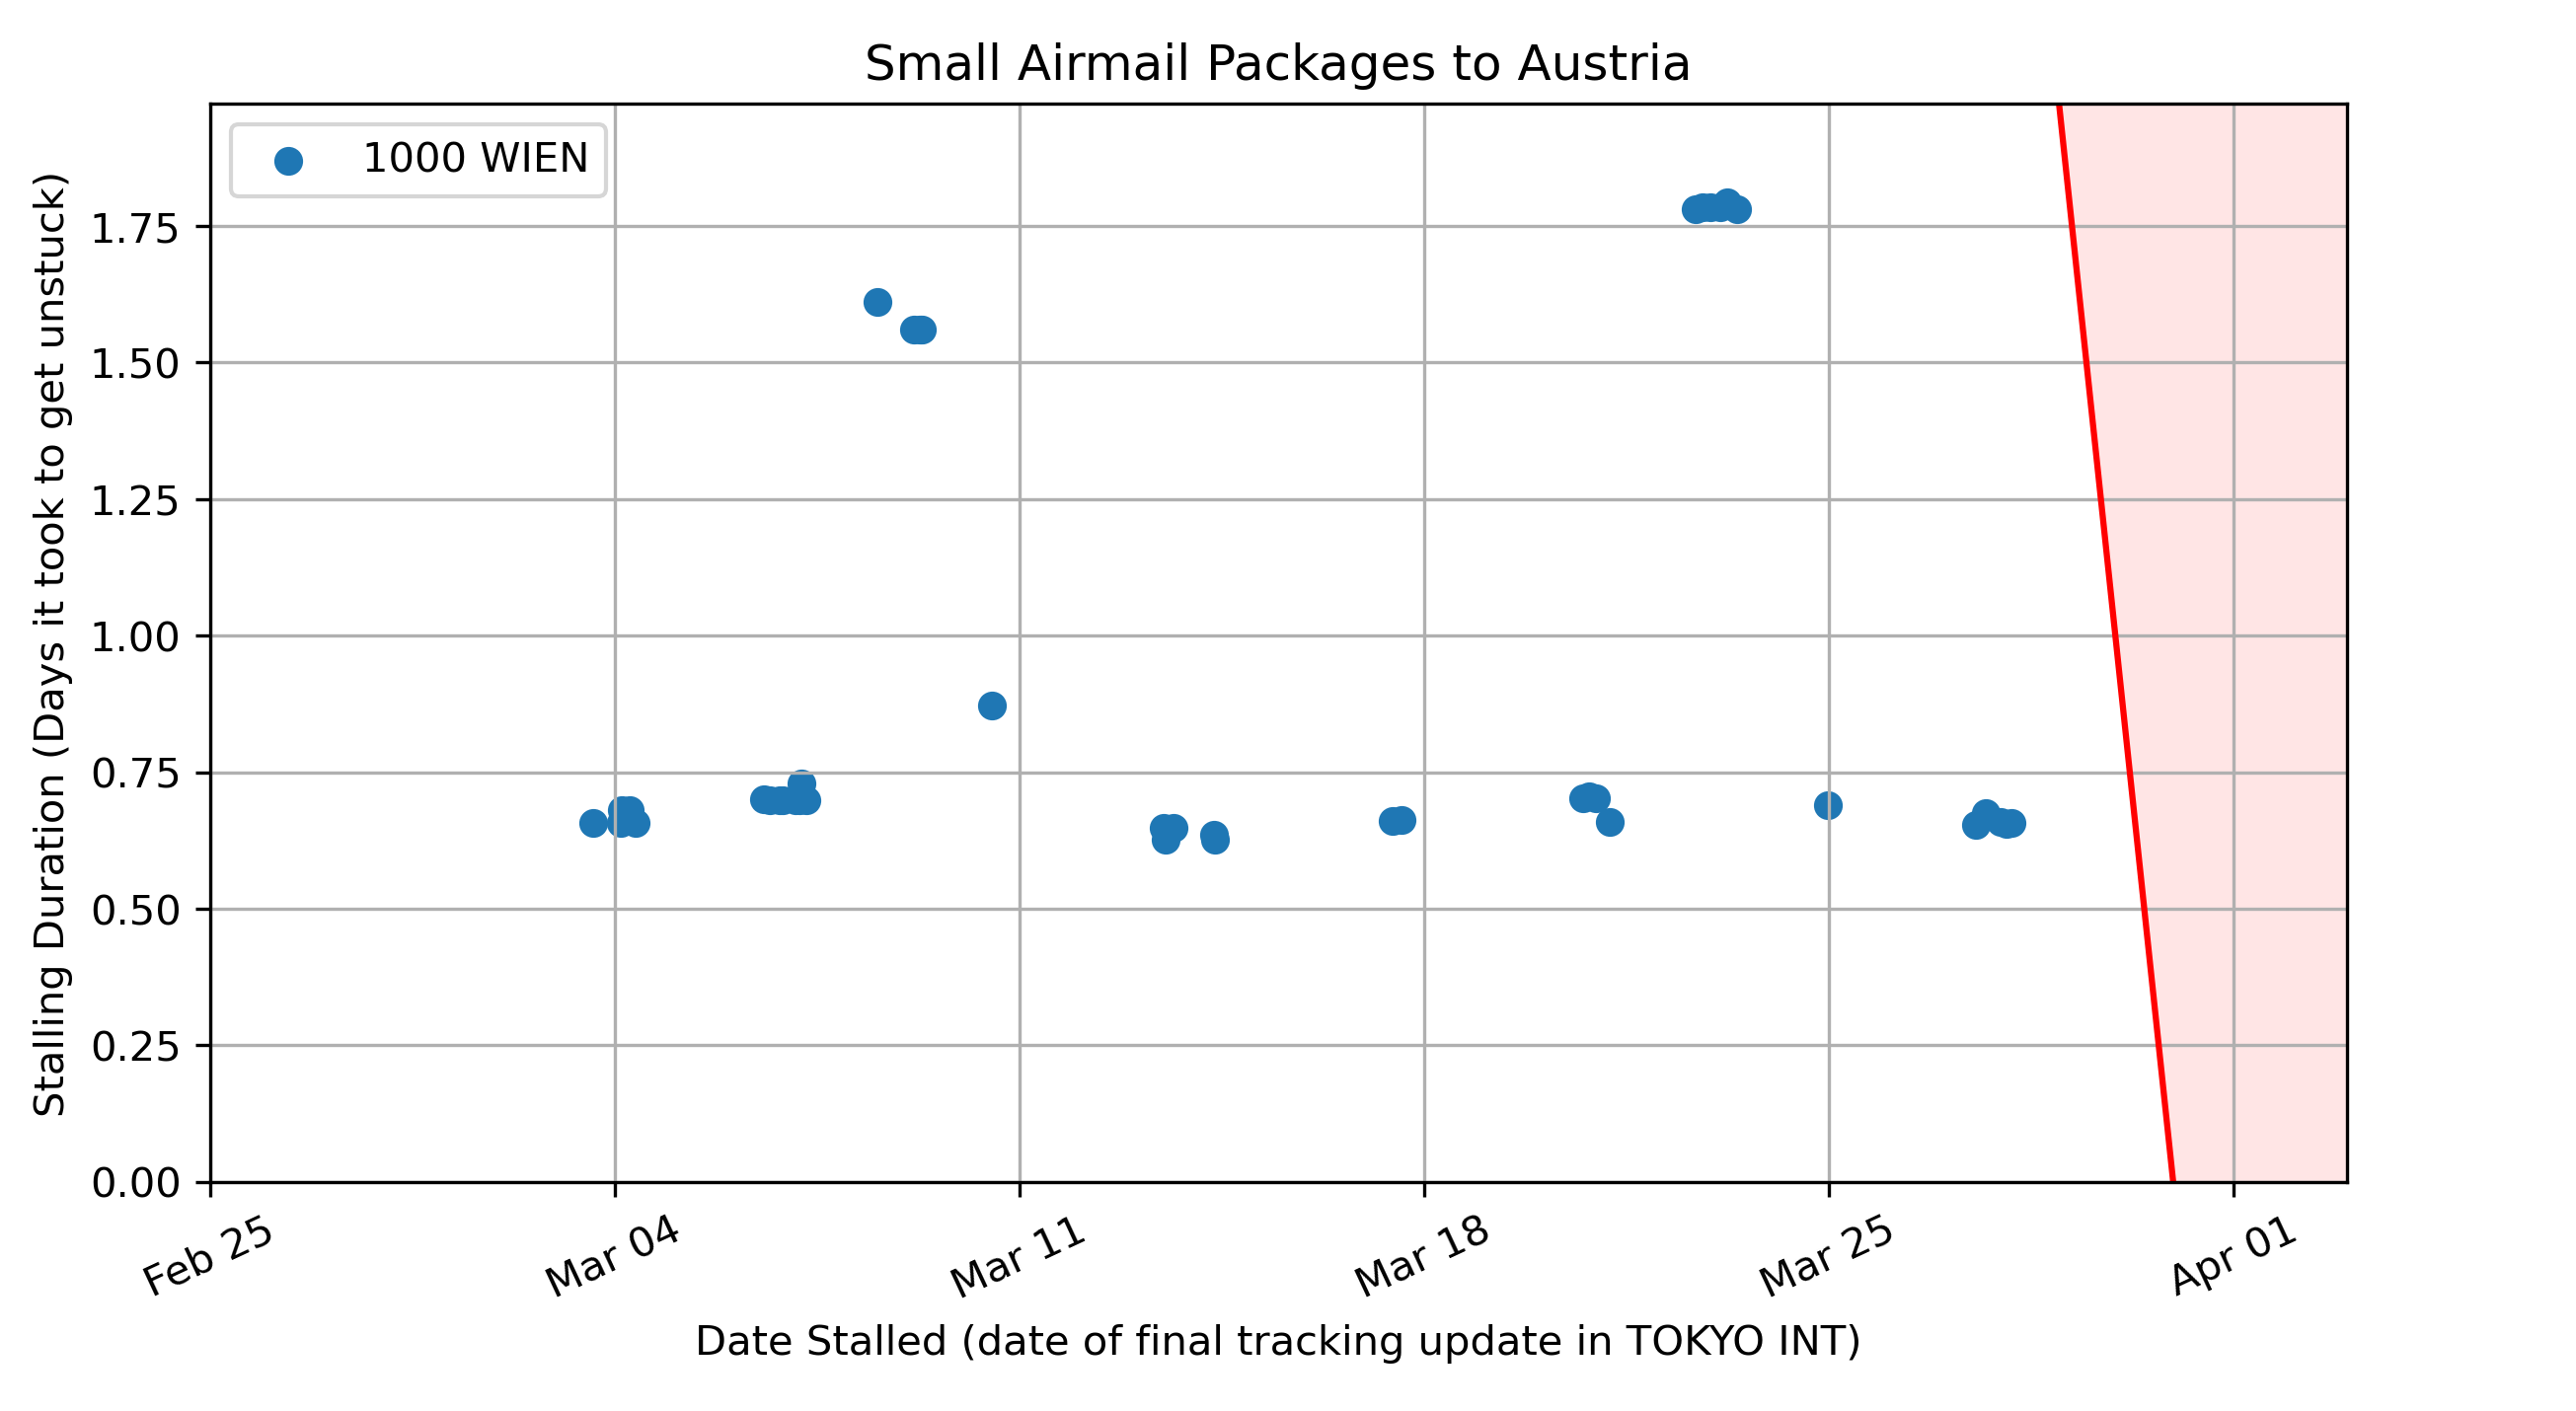 Small Airmail Packages to Austria
1000 WIEN
Stalling Duration (Days it took to get unstuck)
1.75
1.50
1.25
1.00
0.75
0.50
0.25
0.00
Feb 25
Mar 04
Mar 11
Mar 18
Mar 25
Apr 01
Date Stalled (date of final tracking update in TOKYO INT)